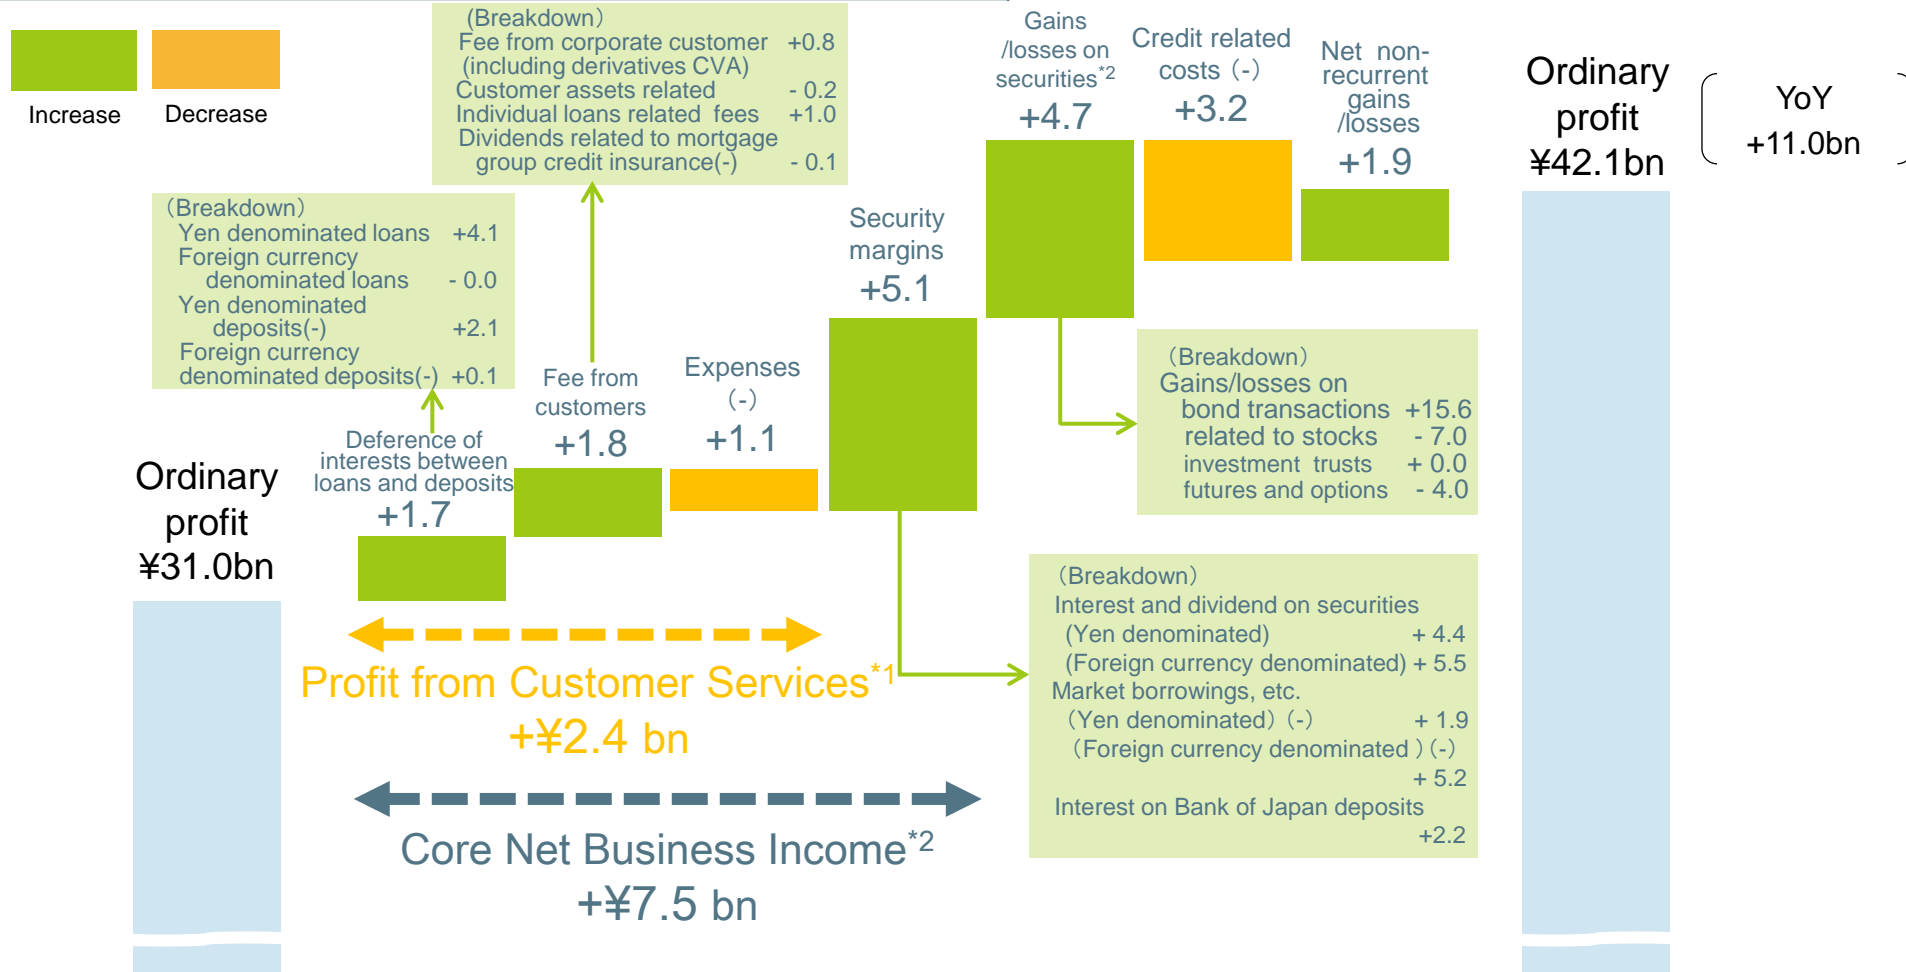 Increase
Decrease
(Breakdown)
Fee from corporate customer +0.8
(including derivatives CVA)
Customer assets related - 0.2
Individual loans related fees +1.0
Dividends related to mortgage
group credit insurance(-) - 0.1
（Breakdown）
Yen denominated loans +4.1
Foreign currency
denominated loans - 0.0
Yen denominated
deposits(-) +2.1
Foreign currency
denominated deposits(-) +0.1
Ordinary
profit
¥31.0bn
Deference of
interests between
loans and deposits
+1.7
Fee from
customers
+1.8
Expenses
（-）
+1.1
Security
margins
+5.1
Gains
/losses on
securities*2
+4.7
Credit related
costs（-）
+3.2
Net non-
recurrent
gains
/losses
+1.9
Ordinary
profit
¥42.1bn
YoY
+11.0bn
（Breakdown）
Gains/losses on
bond transactions +15.6
related to stocks - 7.0
investment trusts + 0.0
futures and options - 4.0
（Breakdown）
Interest and dividend on securities
(Yen denominated) + 4.4
(Foreign currency denominated) + 5.5
Market borrowings, etc.
（Yen denominated）(-) + 1.9
（Foreign currency denominated ）(-)
+ 5.2
Interest on Bank of Japan deposits
+2.2
Profit from Customer Services*1
+¥2.4 bn
Core Net Business Income*2
+¥7.5 bn